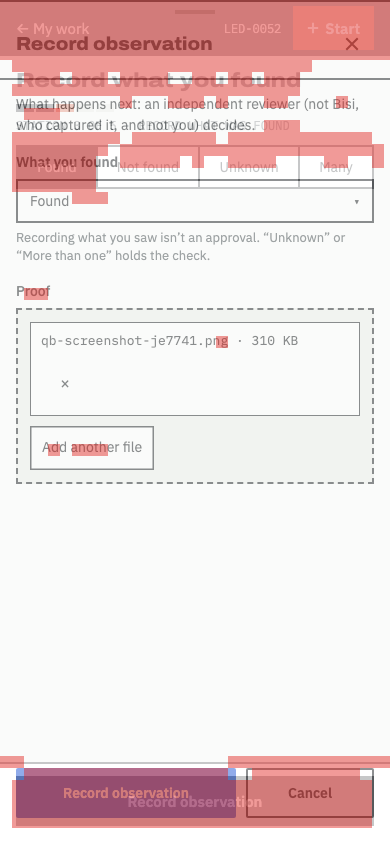 ← My work LED-0052 + Start
Record observation ×
Record what you found
What happens next: an independent reviewer (not Bisi,
who captured it, and not you) decides.
What you found
Found Not found Unknown Many
Found ▾
Recording what you saw isn’t an approval. “Unknown” or
“More than one” holds the check.
Proof
qb-screenshot-je7741.png · 310 KB
×
Add another file
Record observation Cancel
Record observation